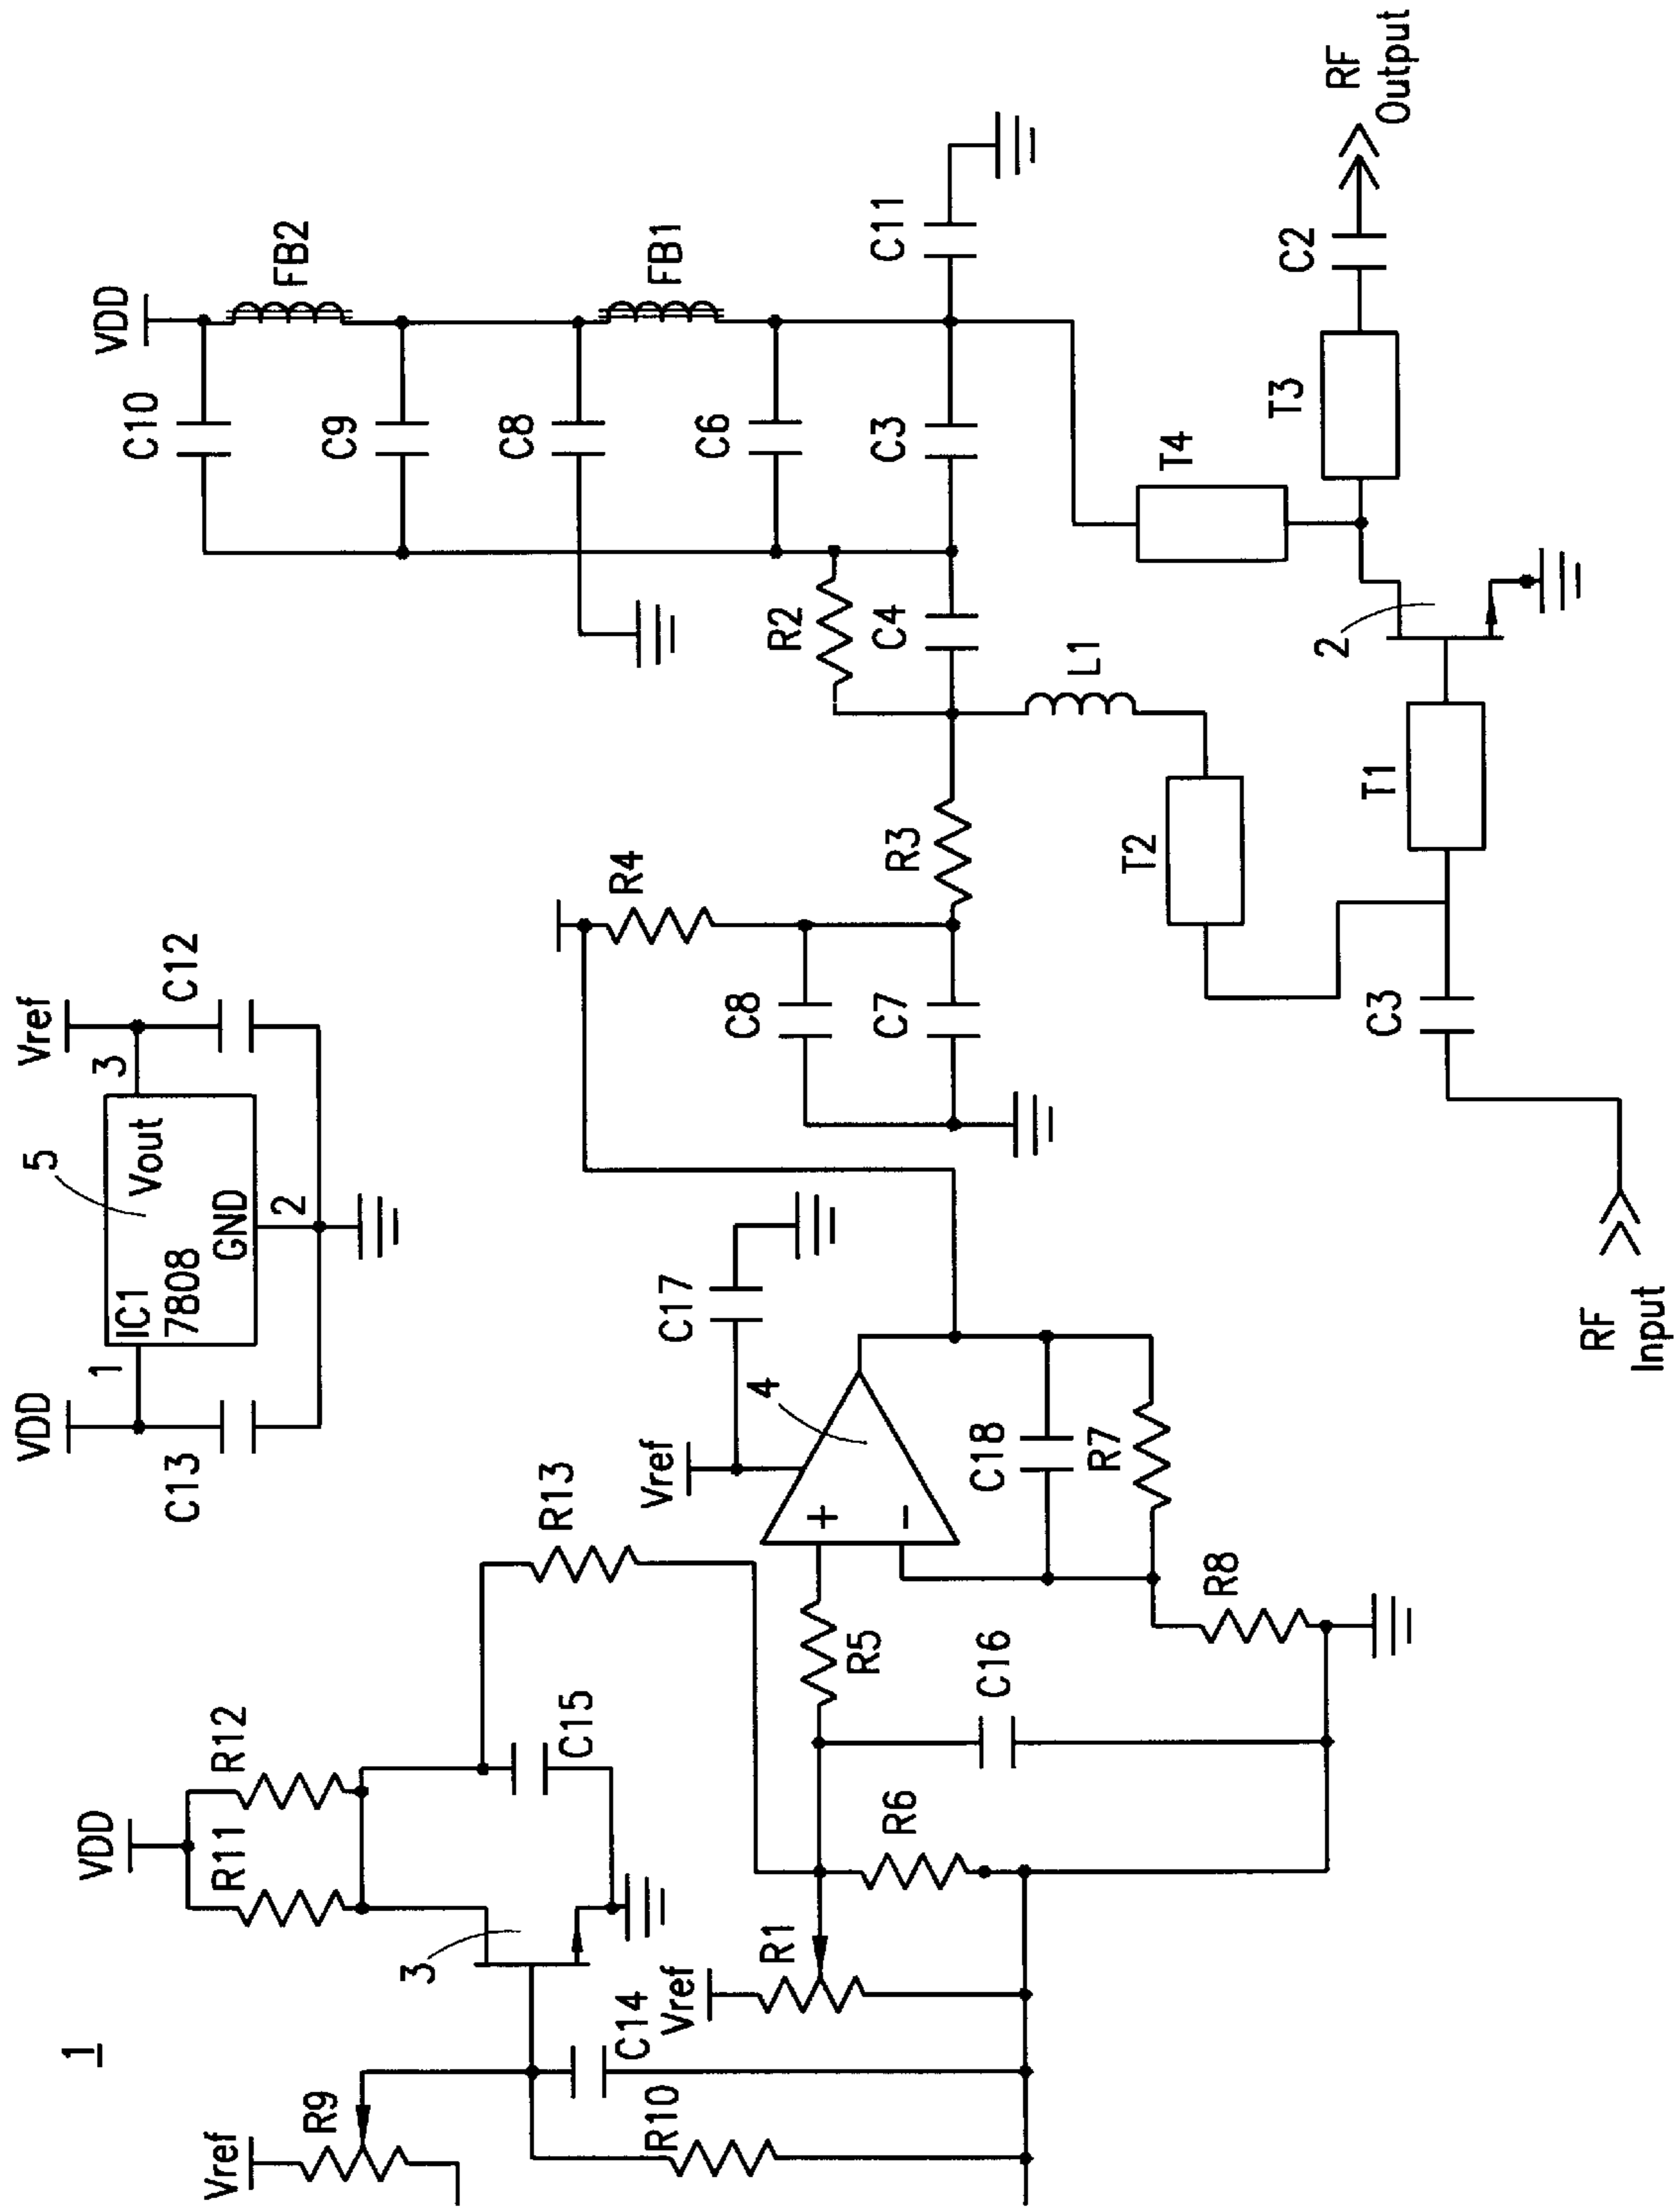 1
VDD
C13
1
IC1
7808
Vout
GND
2
3
5
Vref
C12
VDD
FB2
C10
C9
C8
FB1
C6
C3
C11
R2
C4
L1
R3
R4
C8
C7
T4
T3
C2
RF
Output
2
T2
T1
C3
RF
Input
Vref
R9
C14
R10
3
VDD
R11
R12
C15
R13
Vref
R1
R6
C16
R5
Vref
C17
4
+
−
C18
R7
R8